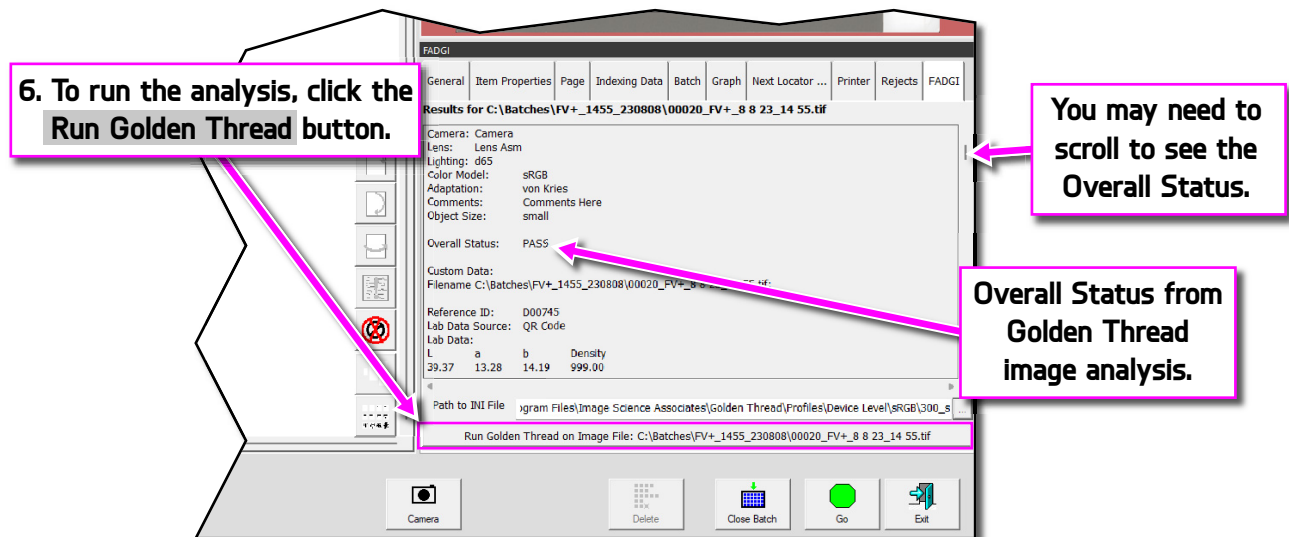 FADGI
General Item Properties Page Indexing Data Batch Graph Next Locator ... Printer Rejects FADGI
6. To run the analysis, click the
Run Golden Thread button.
Results for C:\Batches\FV+_1455_230808\00020_FV+_8 8 23_14 55.tif
Camera: Camera
Lens: Lens Asm
Lighting: d65
Color Model: sRGB
Adaptation: von Kries
Comments: Comments Here
Object Size: small
You may need to
scroll to see the
Overall Status.
Overall Status: PASS
Custom Data:
Filename C:\Batches\FV+_1455_230808\00020_FV+_8 8
Overall Status from
Golden Thread
image analysis.
Reference ID: D00745
Lab Data Source: QR Code
Lab Data:
L a b Density
39.37 13.28 14.19 999.00
Path to INI File ogram Files\Image Science Associates\Golden Thread\Profiles\Device Level\sRGB\300_s ...
Run Golden Thread on Image File: C:\Batches\FV+_1455_230808\00020_FV+_8 8 23_14 55.tif
Camera Delete Close Batch Go Exit